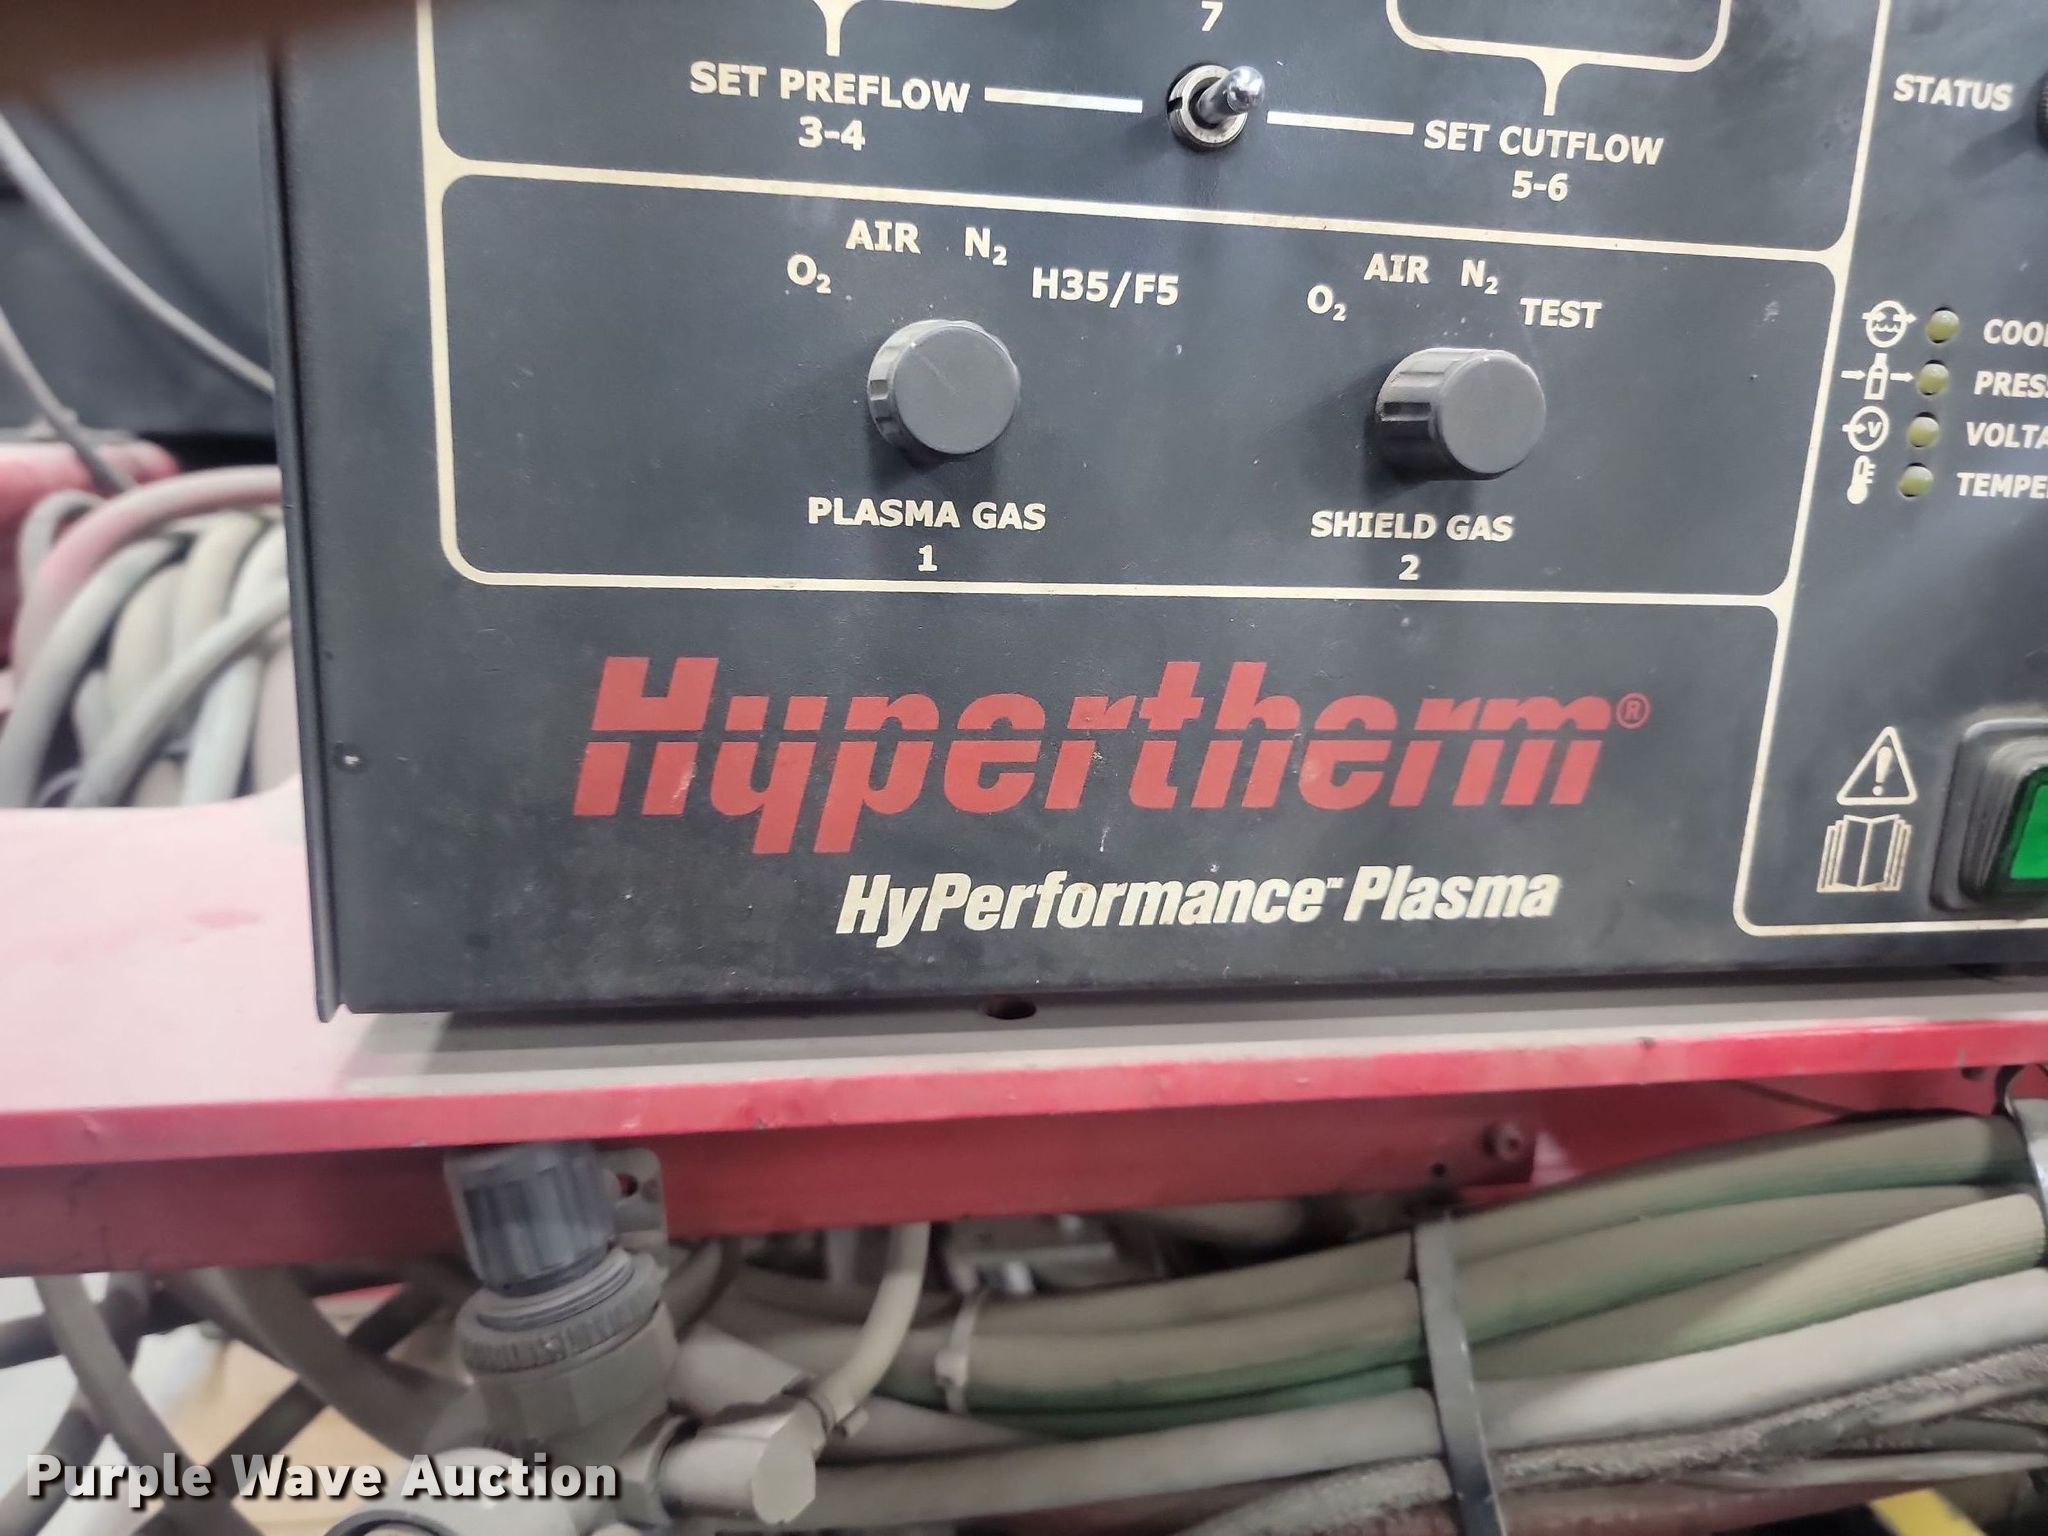 7
SET PREFLOW
3-4
SET CUTFLOW
5-6
STATUS
O₂ AIR N₂ H35/F5
O₂ AIR N₂ TEST
PLASMA GAS
1
SHIELD GAS
2
V
Hypertherm®
HyPerformance™ Plasma
Purple Wave Auction